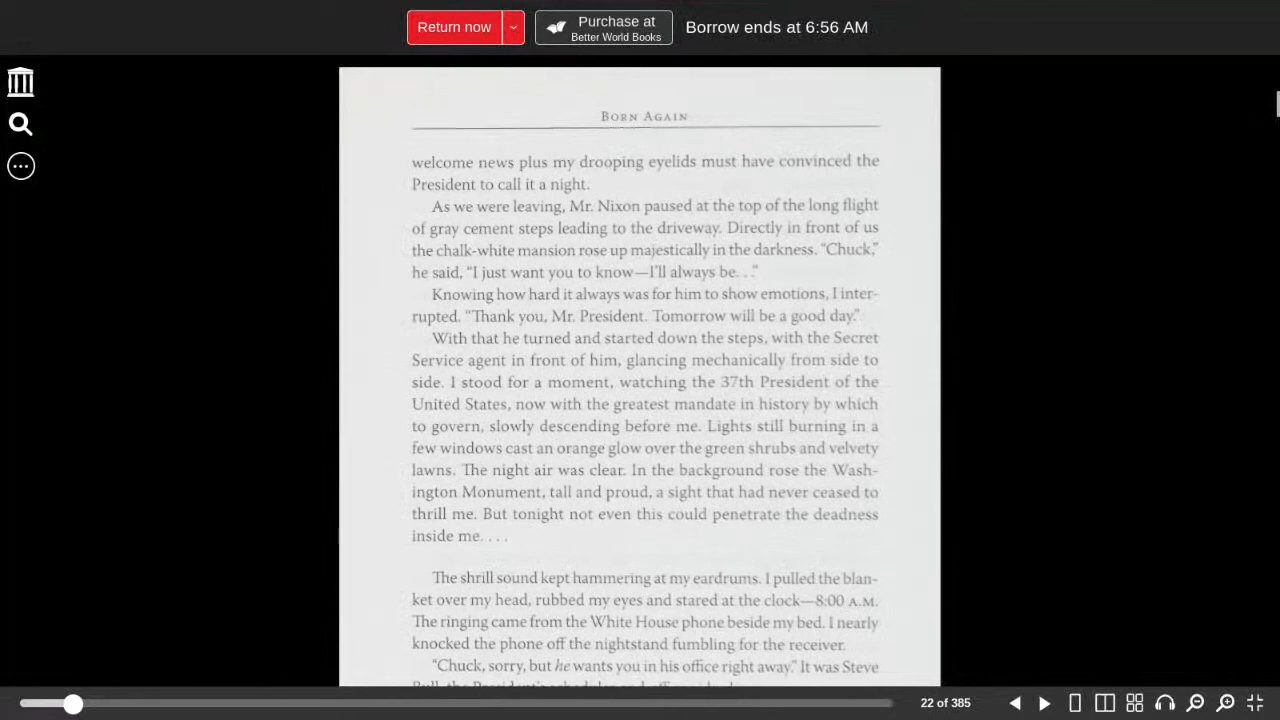 Return now
Purchase at
Better World Books
Borrow ends at 6:56 AM
BORN AGAIN
welcome news plus my drooping eyelids must have convinced the
President to call it a night.
As we were leaving, Mr. Nixon paused at the top of the long flight
of gray cement steps leading to the driveway. Directly in front of us
the chalk-white mansion rose up majestically in the darkness. “Chuck,”
he said, “I just want you to know—I’ll always be. . .”
Knowing how hard it always was for him to show emotions, I inter-
rupted. “Thank you, Mr. President. Tomorrow will be a good day.”
With that he turned and started down the steps, with the Secret
Service agent in front of him, glancing mechanically from side to
side. I stood for a moment, watching the 37th President of the
United States, now with the greatest mandate in history by which
to govern, slowly descending before me. Lights still burning in a
few windows cast an orange glow over the green shrubs and velvety
lawns. The night air was clear. In the background rose the Wash-
ington Monument, tall and proud, a sight that had never ceased to
thrill me. But tonight not even this could penetrate the deadness
inside me. . . .
The shrill sound kept hammering at my eardrums. I pulled the blan-
ket over my head, rubbed my eyes and stared at the clock—8:00 A.M.
The ringing came from the White House phone beside my bed. I nearly
knocked the phone off the nightstand fumbling for the receiver.
“Chuck, sorry, but he wants you in his office right away.” It was Steve
22 of 385